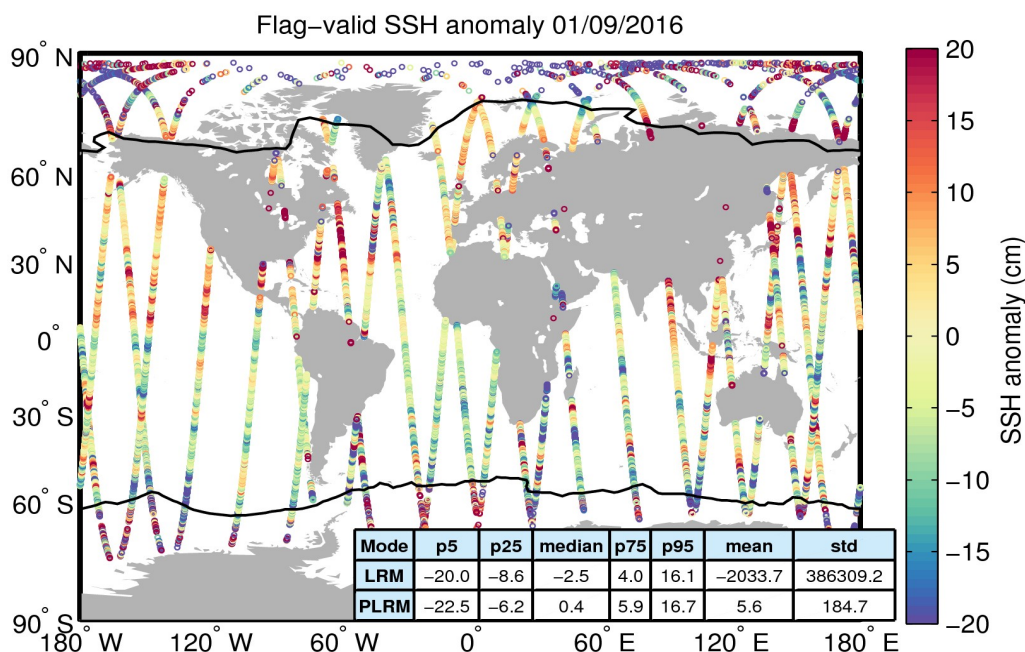 Flag−valid SSH anomaly 01/09/2016
90° N
60° N
30° N
0°
30° S
60° S
90° S
180° W
120° W
60° W
0°
60° E
120° E
180° E
20
15
10
5
0
−5
−10
−15
−20
SSH anomaly (cm)
Mode p5 p25 median p75 p95 mean std
LRM −20.0 −8.6 −2.5 4.0 16.1 −2033.7 386309.2
PLRM −22.5 −6.2 0.4 5.9 16.7 5.6 184.7